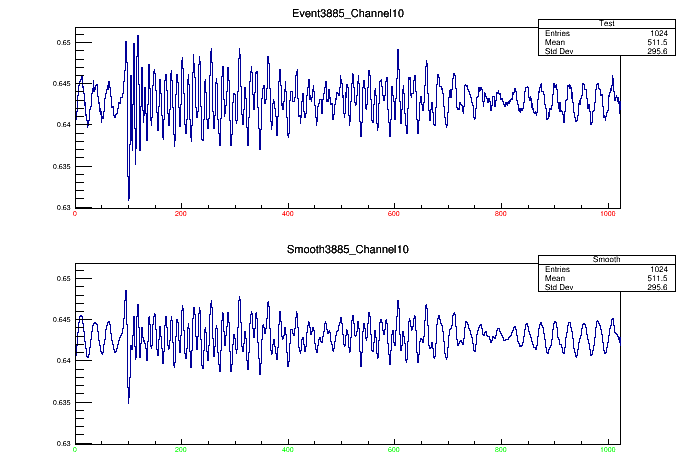 Event3885_Channel10
Test
Entries 1024
Mean 511.5
Std Dev 295.6
0.65
0.645
0.64
0.635
0.63
0 200 400 600 800 1000
Smooth3885_Channel10
Smooth
Entries 1024
Mean 511.5
Std Dev 295.6
0.65
0.645
0.64
0.635
0.63
0 200 400 600 800 1000